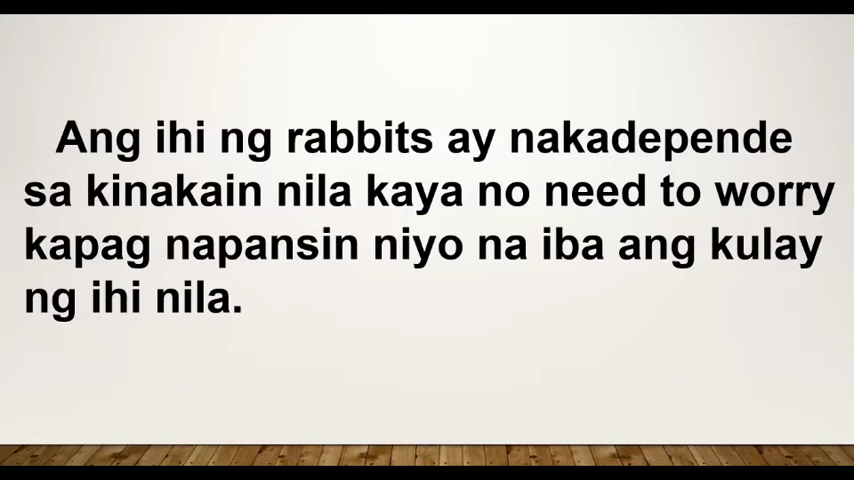 Ang ihi ng rabbits ay nakadepende
sa kinakain nila kaya no need to worry
kapag napansin niyo na iba ang kulay
ng ihi nila.